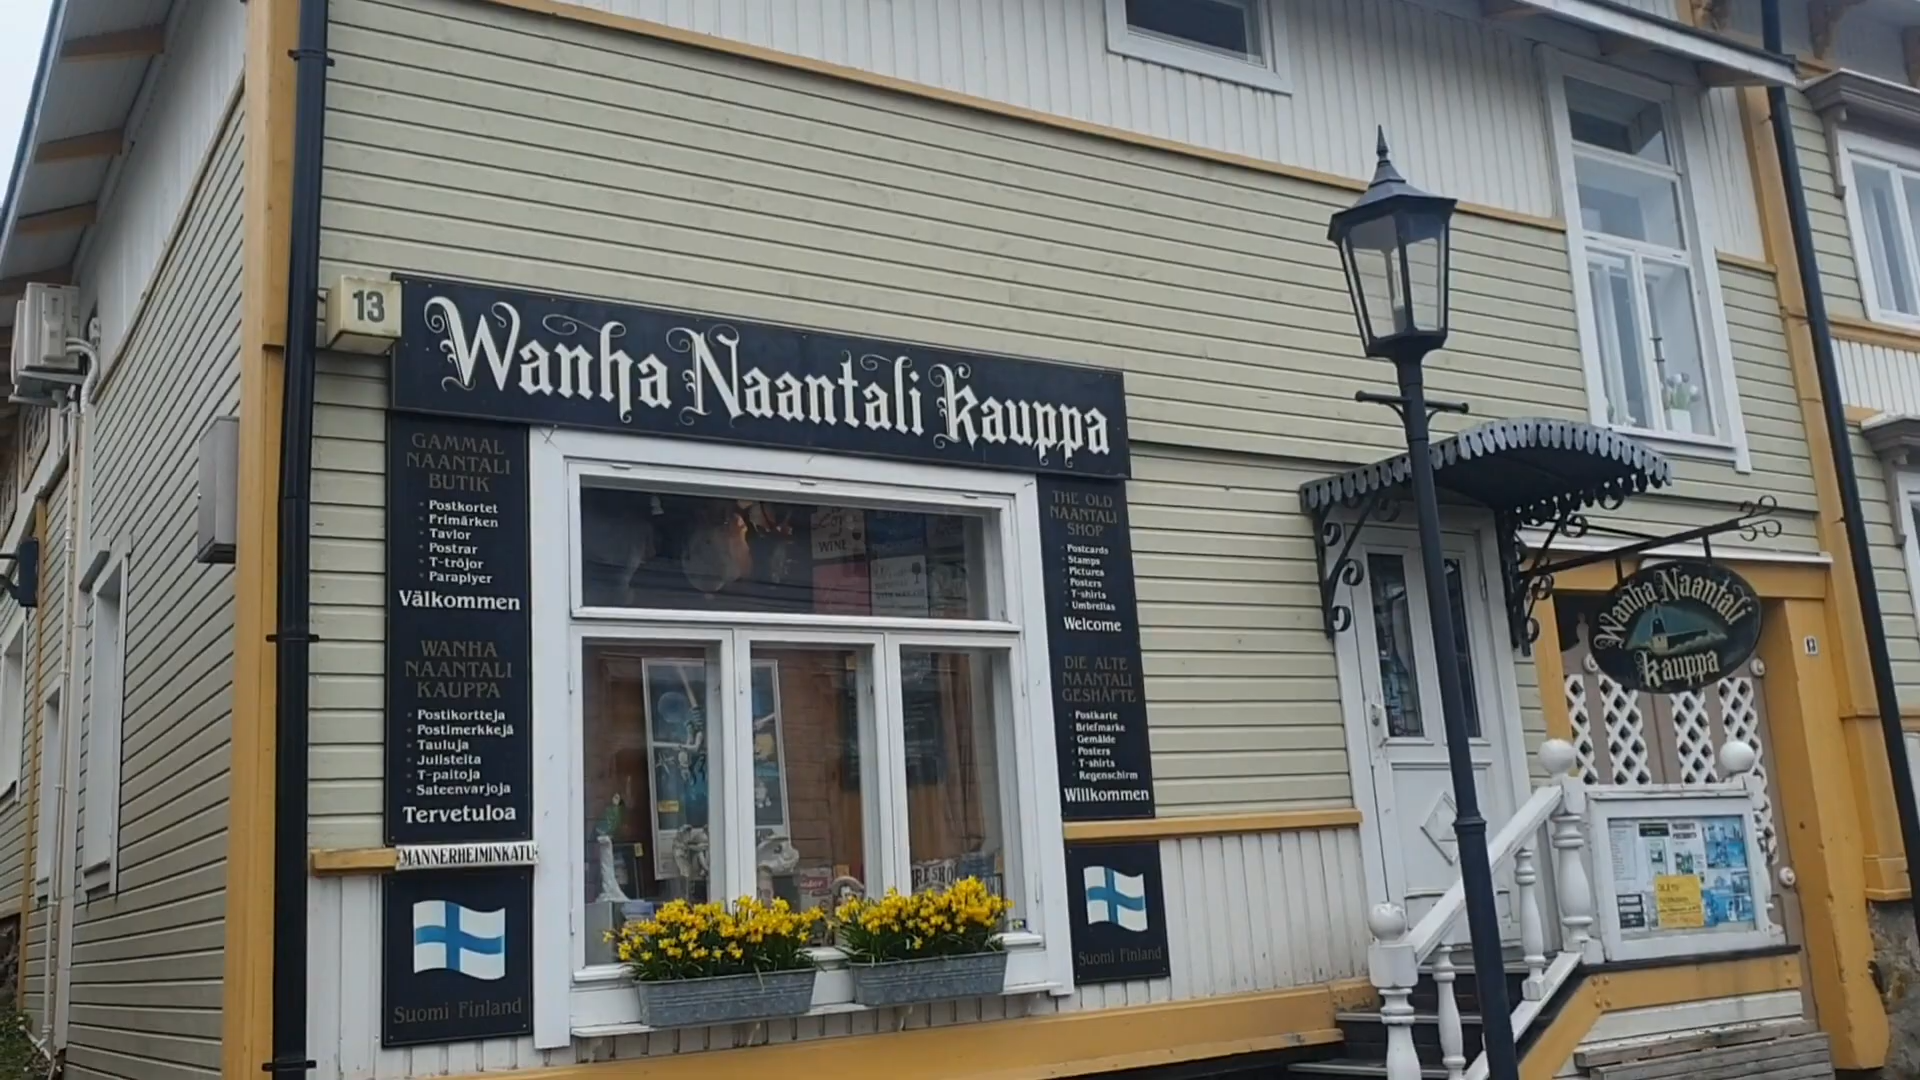 13
Wanha Naantali Kauppa
GAMMAL
NAANTALI
BUTIK
Postkortet
Frimärken
Tavlor
Postrar
T-tröjor
Paraplyer
Välkommen
WANHA
NAANTALI
KAUPPA
Postikortteja
Postimerkkejä
Tauluja
Julisteita
T-paitoja
Sateenvarjoja
Tervetuloa
MANNERHEIMINKATU
Suomi Finland
THE OLD
NAANTALI
SHOP
Postcards
Stamps
Pictures
Posters
T-shirts
Umbrellas
Welcome
DIE ALTE
NAANTALI
GESHÄFTE
Postkarte
Briefmarke
Gemälde
Posters
T-shirts
Regenschirm
Willkommen
Suomi Finland
WINE
Wanha Naantali
Kauppa
13